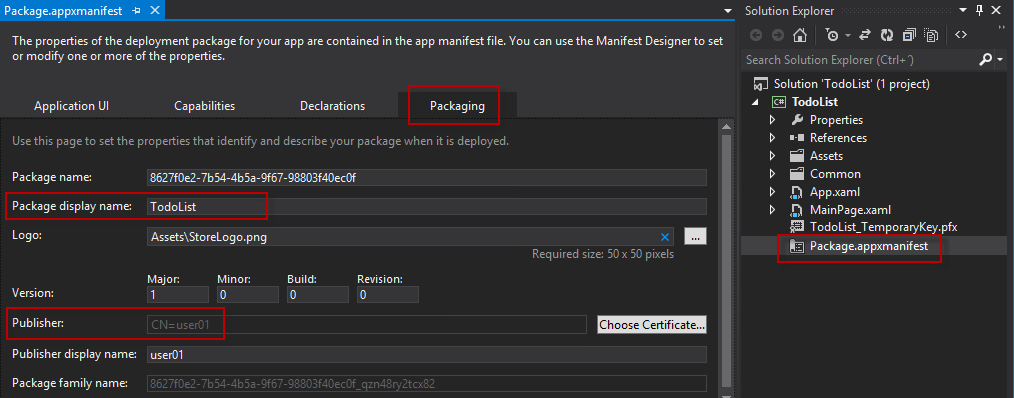 Package.appxmanifest
The properties of the deployment package for your app are contained in the app manifest file. You can use the Manifest Designer to set
or modify one or more of the properties.
Application UI Capabilities Declarations Packaging
Use this page to set the properties that identify and describe your package when it is deployed.
Package name: 8627f0e2-7b54-4b5a-9f67-98803f40ec0f
Package display name: TodoList
Logo: Assets\StoreLogo.png ...
Required size: 50 x 50 pixels
Major: Minor: Build: Revision:
Version: 1 0 0 0
Publisher: CN=user01 Choose Certificate...
Publisher display name: user01
Package family name: 8627f0e2-7b54-4b5a-9f67-98803f40ec0f_qzn48ry2tcx82
Solution Explorer
Search Solution Explorer (Ctrl+´)
Solution 'TodoList' (1 project)
C# TodoList
Properties
References
Assets
Common
App.xaml
MainPage.xaml
TodoList_TemporaryKey.pfx
Package.appxmanifest